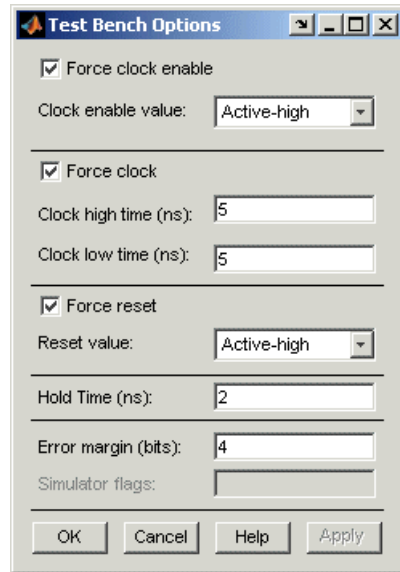 Test Bench Options
Force clock enable
Clock enable value: Active-high
Force clock
Clock high time (ns): 5
Clock low time (ns): 5
Force reset
Reset value: Active-high
Hold Time (ns): 2
Error margin (bits): 4
Simulator flags:
OK Cancel Help Apply